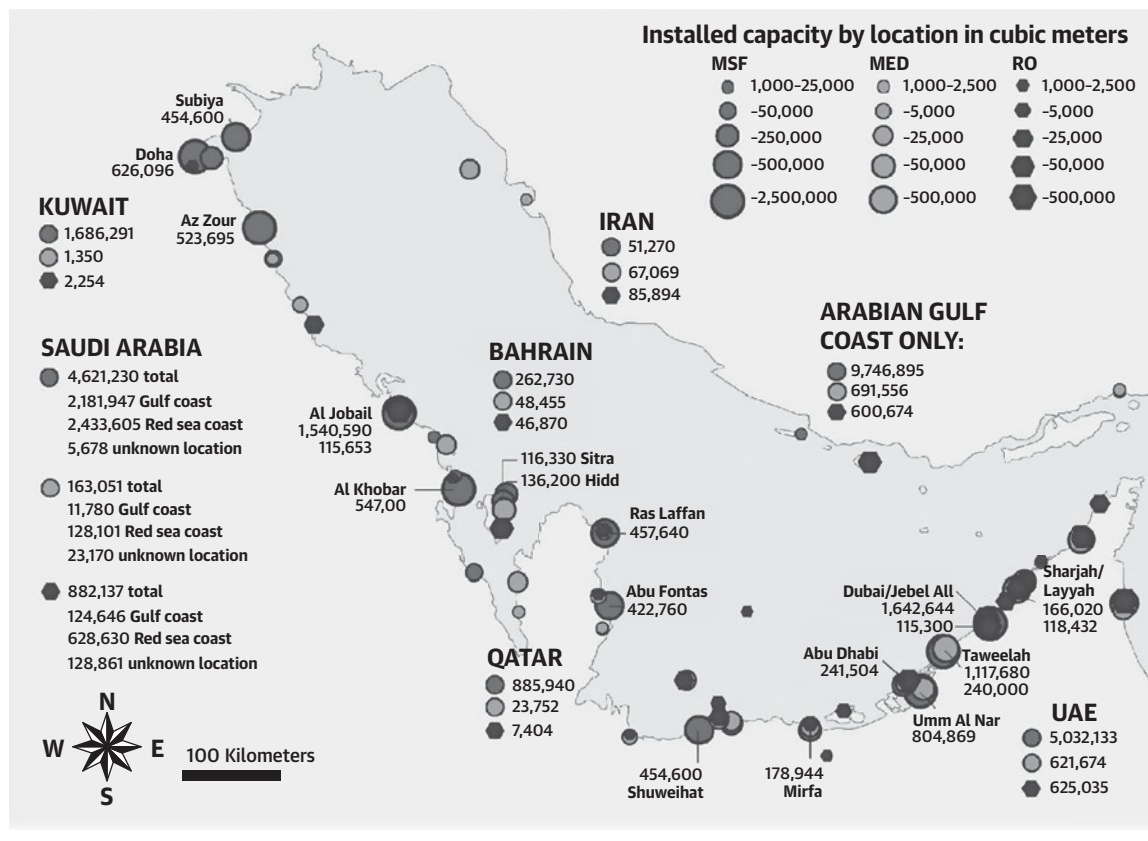 Installed capacity by location in cubic meters
MSF
1,000–25,000
-50,000
-250,000
-500,000
-2,500,000
MED
1,000–2,500
-5,000
-25,000
-50,000
-500,000
RO
1,000–2,500
-5,000
-25,000
-50,000
-500,000
Subiya
454,600
Doha
626,096
KUWAIT
1,686,291
1,350
2,254
Az Zour
523,695
IRAN
51,270
67,069
85,894
ARABIAN GULF
COAST ONLY:
9,746,895
691,556
600,674
SAUDI ARABIA
4,621,230 total
2,181,947 Gulf coast
2,433,605 Red sea coast
5,678 unknown location
163,051 total
11,780 Gulf coast
128,101 Red sea coast
23,170 unknown location
882,137 total
124,646 Gulf coast
628,630 Red sea coast
128,861 unknown location
BAHRAIN
262,730
48,455
46,870
Al Jobail
1,540,590
115,653
116,330 Sitra
136,200 Hidd
Al Khobar
547,00
Ras Laffan
457,640
Abu Fontas
422,760
Dubai/Jebel All
1,642,644
115,300
Sharjah/
Layyah
166,020
118,432
QATAR
885,940
23,752
7,404
Abu Dhabi
241,504
Taweelah
1,117,680
240,000
Umm Al Nar
804,869
UAE
5,032,133
621,674
625,035
454,600
Shuweihat
178,944
Mirfa
N
W E
S
100 Kilometers